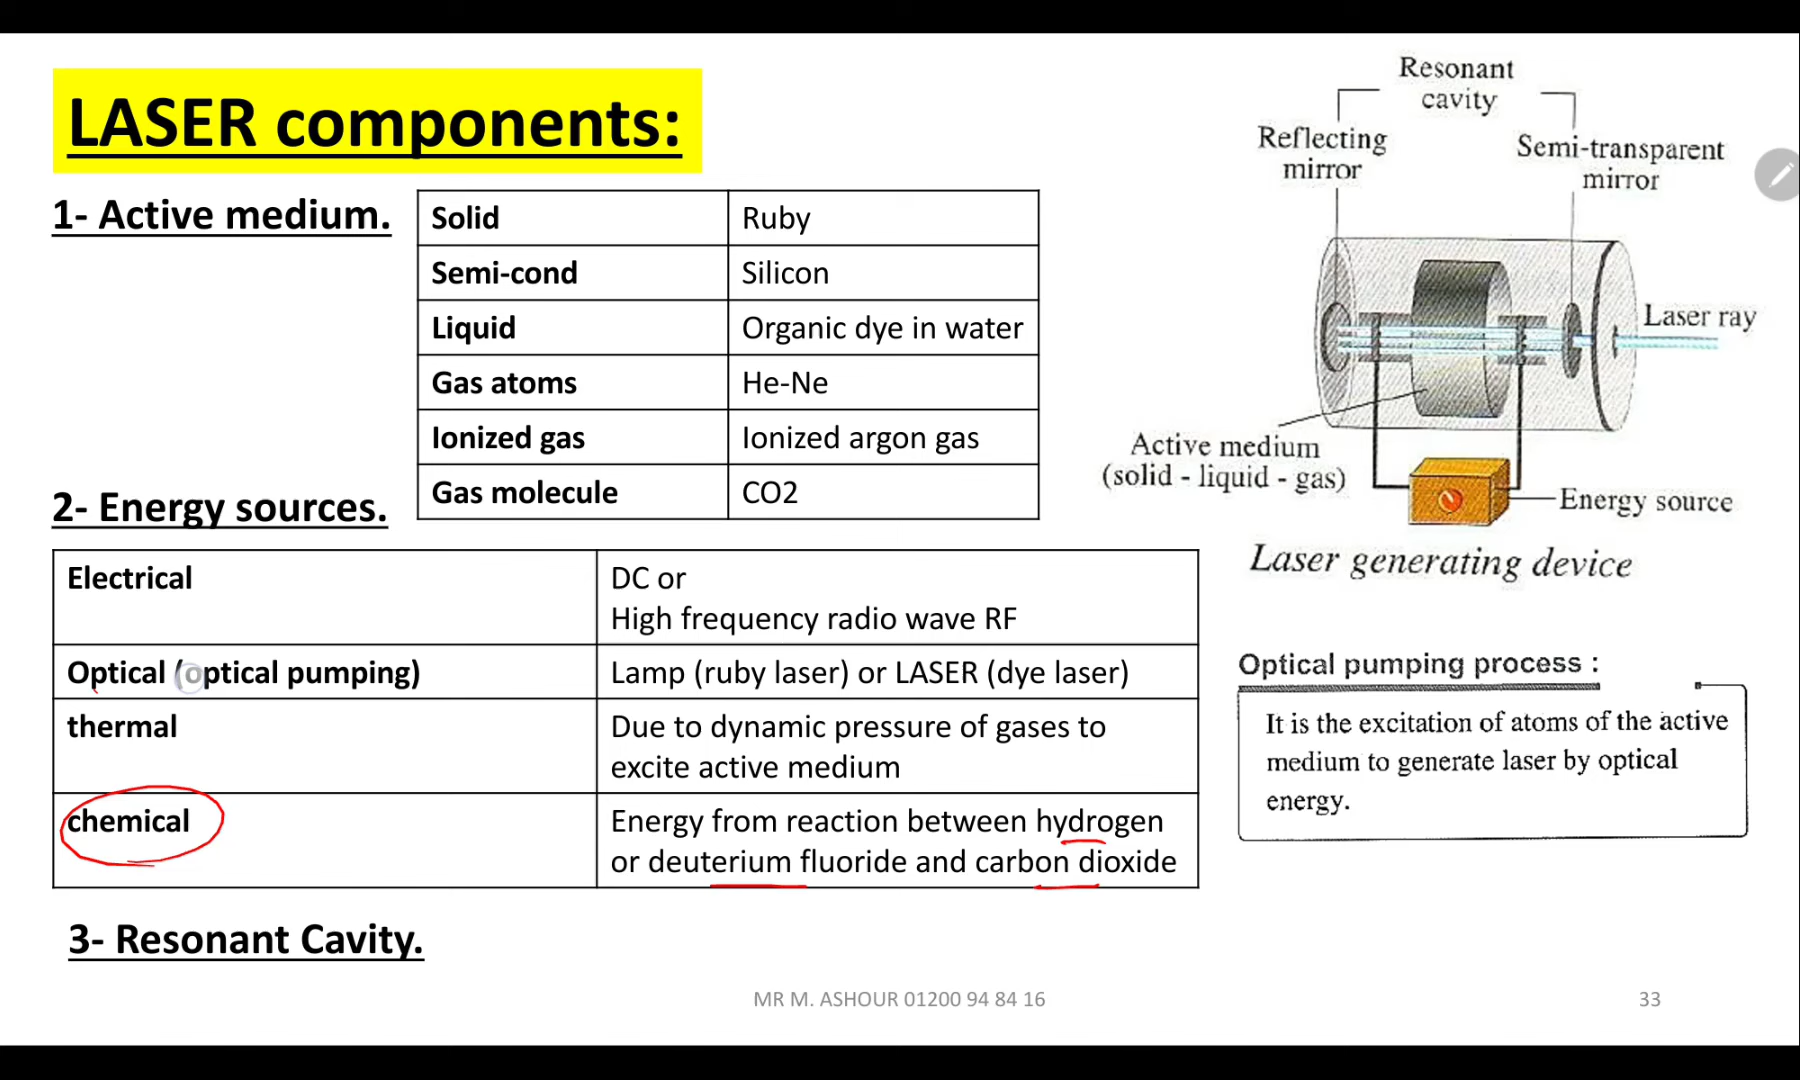 LASER components:
1- Active medium.
Solid
Ruby
Semi-cond
Silicon
Liquid
Organic dye in water
Gas atoms
He-Ne
Ionized gas
Ionized argon gas
Gas molecule
CO2
2- Energy sources.
Electrical
DC or
High frequency radio wave RF
Optical (optical pumping)
Lamp (ruby laser) or LASER (dye laser)
thermal
Due to dynamic pressure of gases to
excite active medium
chemical
Energy from reaction between hydrogen
or deuterium fluoride and carbon dioxide
3- Resonant Cavity.
Resonant
cavity
Reflecting
mirror
Semi-transparent
mirror
Laser ray
Active medium
(solid - liquid - gas)
Energy source
Laser generating device
Optical pumping process :
It is the excitation of atoms of the active
medium to generate laser by optical
energy.
MR M. ASHOUR 01200 94 84 16
33